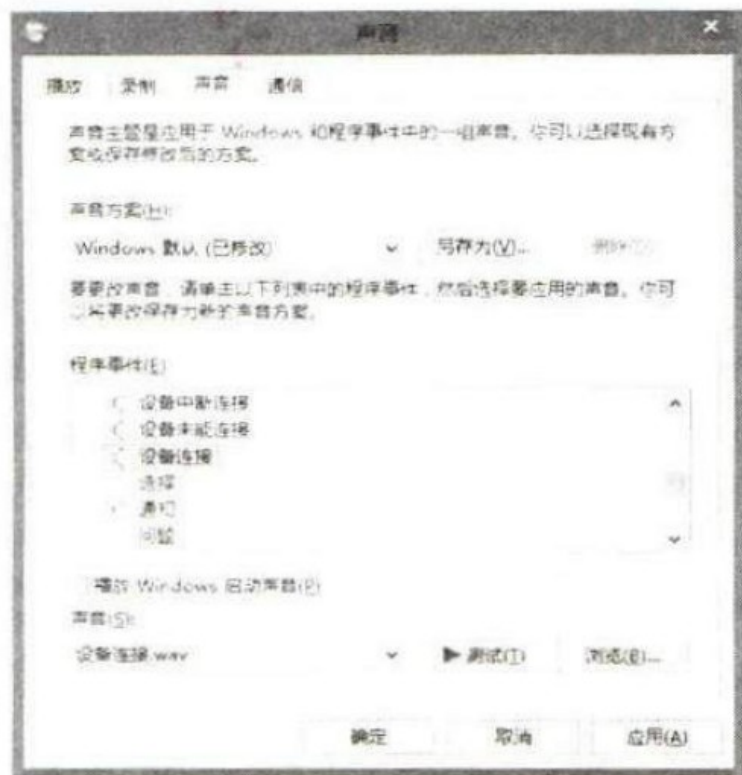 声音
播放 录制 声音 通信
声音主题是应用于 Windows 和程序事件中的一组声音。你可以选择现有方
案或保存修改后的方案。
声音方案(H):
Windows 默认 (已修改) 另存为(V)... 删除(D)
要更改声音，请单击以下列表中的程序事件，然后选择要应用的声音。你可
以将更改保存为新的声音方案。
程序事件(E)
设备中断连接
设备未能连接
设备连接
选择
通知
问题
播放 Windows 启动声音(P)
声音(S):
设备连接.wav ▶ 测试(T) 浏览(B)...
确定 取消 应用(A)